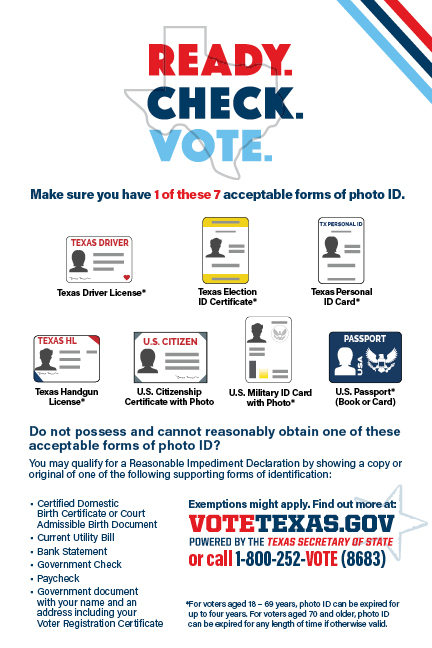 READY.
CHECK.
VOTE.
Make sure you have 1 of these 7 acceptable forms of photo ID.
TEXAS DRIVER
Texas Driver License*
Texas Election
ID Certificate*
TX PERSONAL ID
Texas Personal
ID Card*
TEXAS HL
Texas Handgun
License*
U.S. CITIZEN
U.S. Citizenship
Certificate with Photo
U.S. Military ID Card
with Photo*
PASSPORT
USA
U.S. Passport*
(Book or Card)
Do not possess and cannot reasonably obtain one of these
acceptable forms of photo ID?
You may qualify for a Reasonable Impediment Declaration by showing a copy or
original of one of the following supporting forms of identification:
• Certified Domestic
Birth Certificate or Court
Admissible Birth Document
• Current Utility Bill
• Bank Statement
• Government Check
• Paycheck
• Government document
with your name and an
address including your
Voter Registration Certificate
Exemptions might apply. Find out more at:
VOTETEXAS.GOV
POWERED BY THE TEXAS SECRETARY OF STATE
or call 1-800-252-VOTE (8683)
*For voters aged 18 – 69 years, photo ID can be expired for
up to four years. For voters aged 70 and older, photo ID
can be expired for any length of time if otherwise valid.